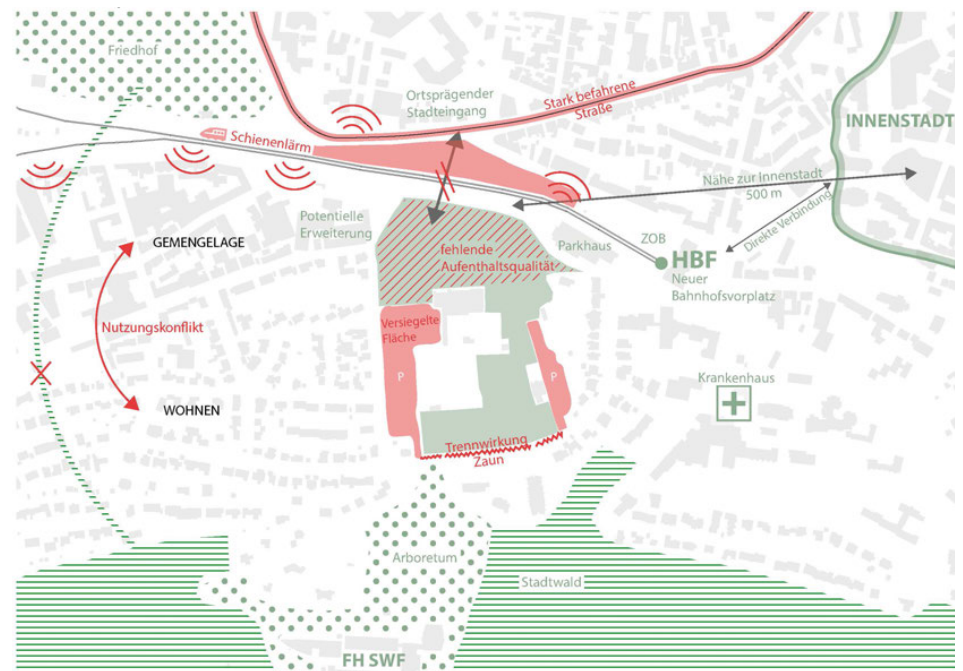 Friedhof
Ortsprägender
Stadteingang
Stark befahrene
Straße
INNENSTADT
Schienenlärm
Nähe zur Innenstadt
500 m
Direkte Verbindung
Potentielle
Erweiterung
GEMENGELAGE
fehlende
Aufenthaltsqualität
Parkhaus
ZOB
HBF
Neuer
Bahnhofsvorplatz
Nutzungskonflikt
Versiegelte
Fläche
P
P
Krankenhaus
WOHNEN
Trennwirkung
Zaun
Arboretum
Stadtwald
FH SWF